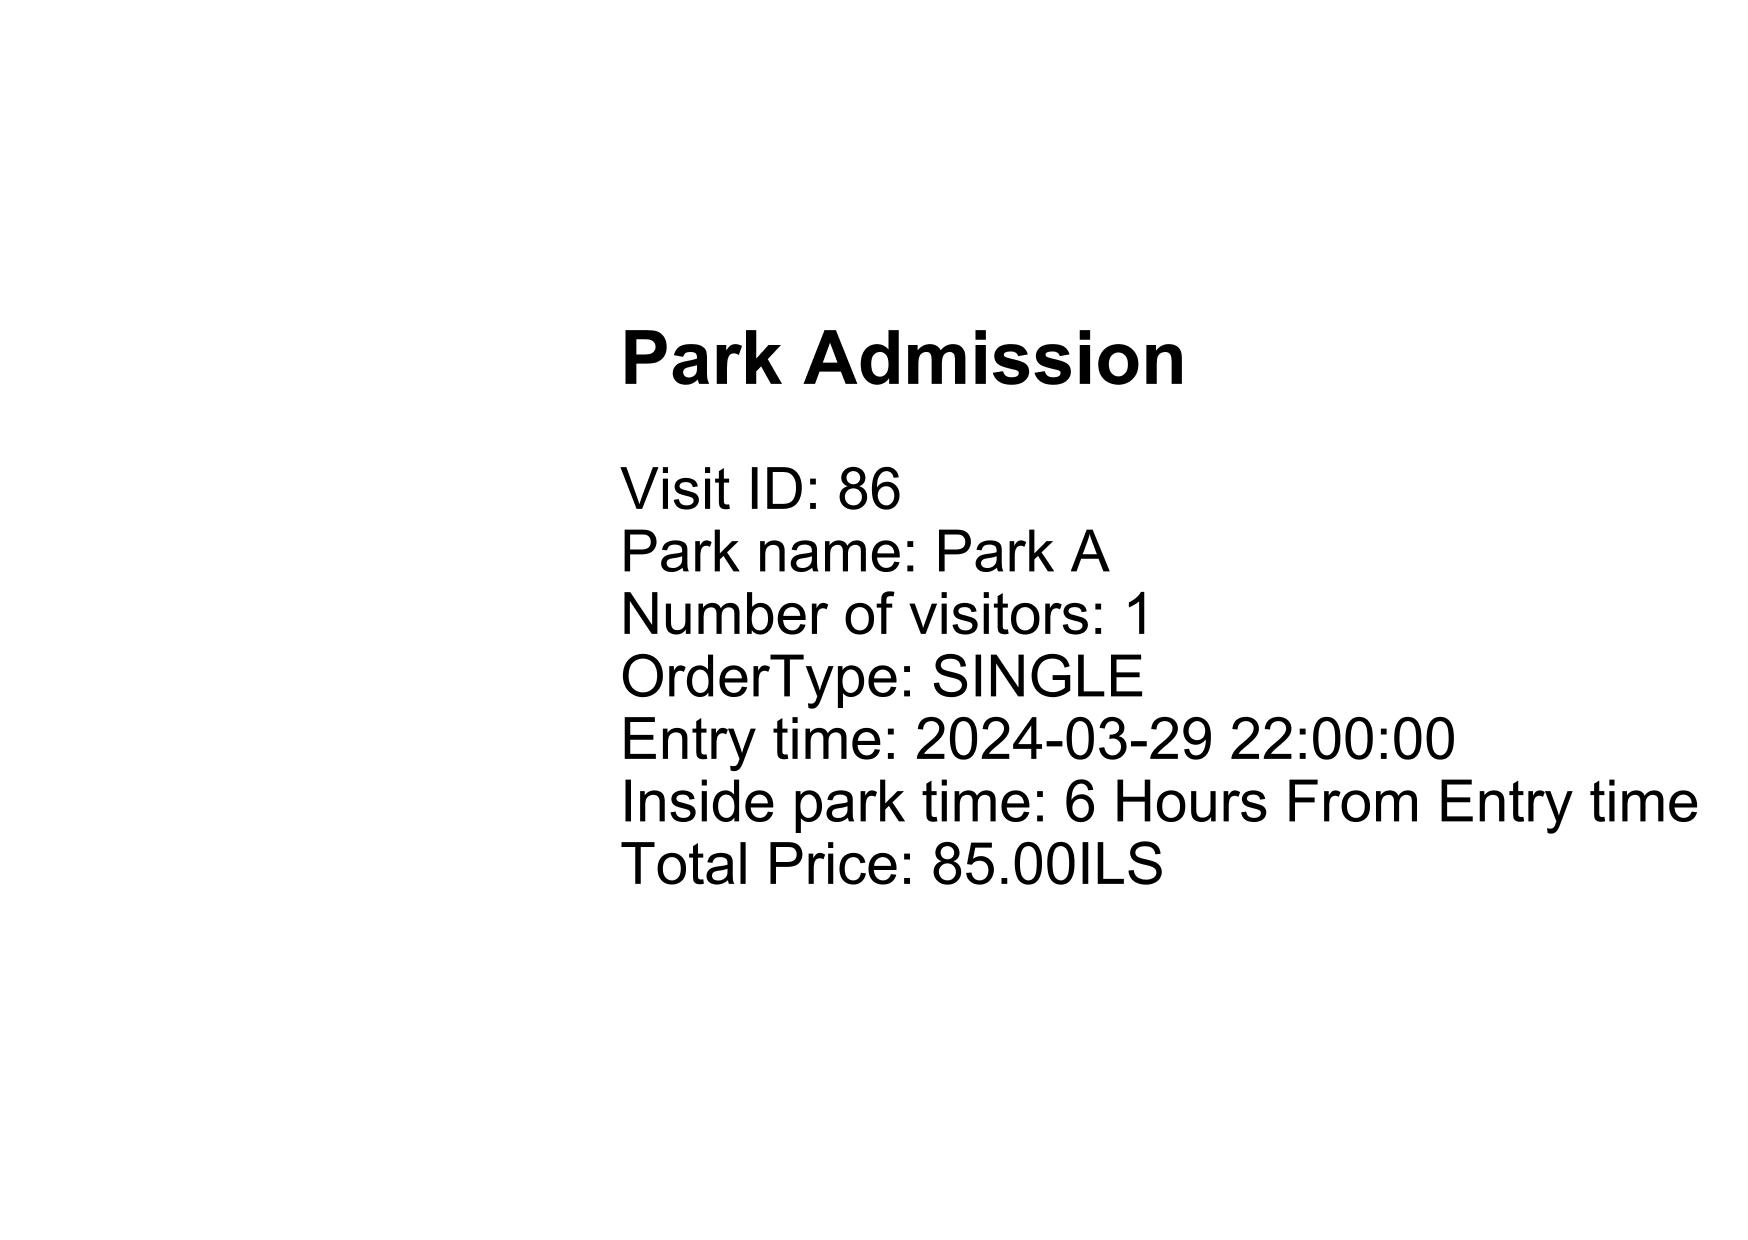 Park Admission
Visit ID: 86
Park name: Park A
Number of visitors: 1
OrderType: SINGLE
Entry time: 2024-03-29 22:00:00
Inside park time: 6 Hours From Entry time
Total Price: 85.00ILS